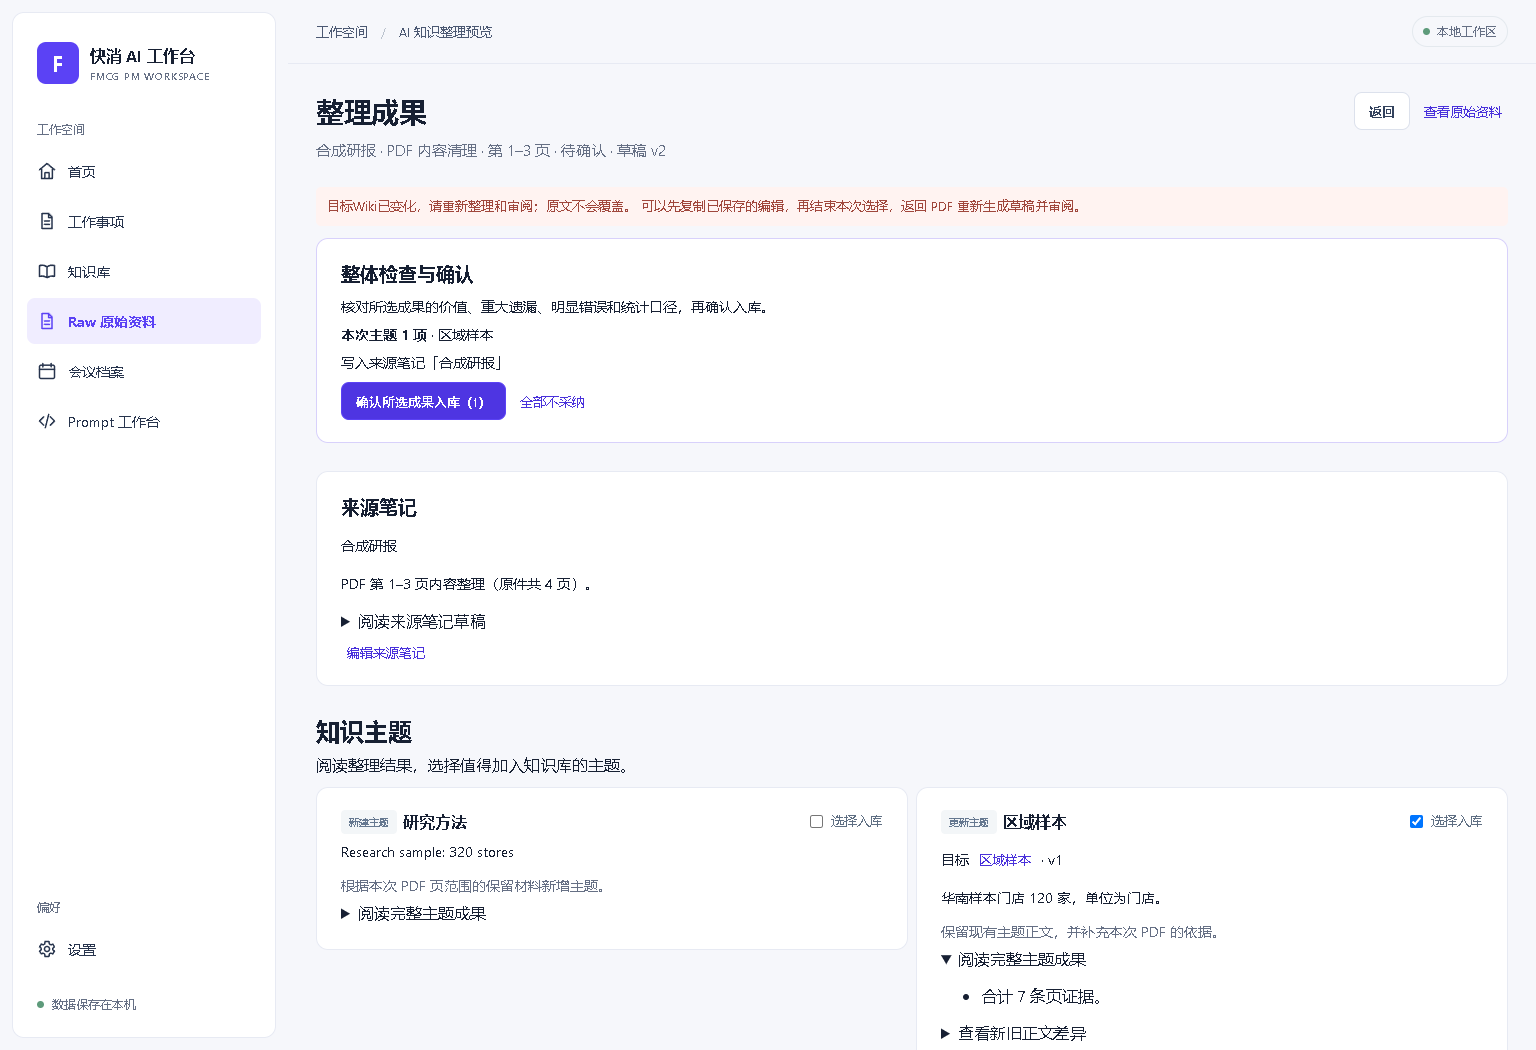 F
快消 AI 工作台
FMCG PM WORKSPACE
工作空间
首页
工作事项
知识库
Raw 原始资料
会议档案
Prompt 工作台
偏好
设置
数据保存在本机
工作空间 / AI 知识整理预览
本地工作区
整理成果
返回
查看原始资料
合成研报 · PDF 内容清理 · 第 1–3 页 · 待确认 · 草稿 v2
目标Wiki已变化，请重新整理和审阅；原文不会覆盖。 可以先复制已保存的编辑，再结束本次选择，返回 PDF 重新生成草稿并审阅。
整体检查与确认
核对所选成果的价值、重大遗漏、明显错误和统计口径，再确认入库。
本次主题 1 项 · 区域样本
写入来源笔记「合成研报」
确认所选成果入库（1）
全部不采纳
来源笔记
合成研报
PDF 第 1–3 页内容整理（原件共 4 页）。
阅读来源笔记草稿
编辑来源笔记
知识主题
阅读整理结果，选择值得加入知识库的主题。
新建主题 研究方法
选择入库
Research sample: 320 stores
根据本次 PDF 页范围的保留材料新增主题。
阅读完整主题成果
更新主题 区域样本
选择入库
目标 区域样本 · v1
华南样本门店 120 家，单位为门店。
保留现有主题正文，并补充本次 PDF 的依据。
阅读完整主题成果
合计 7 条页证据。
查看新旧正文差异